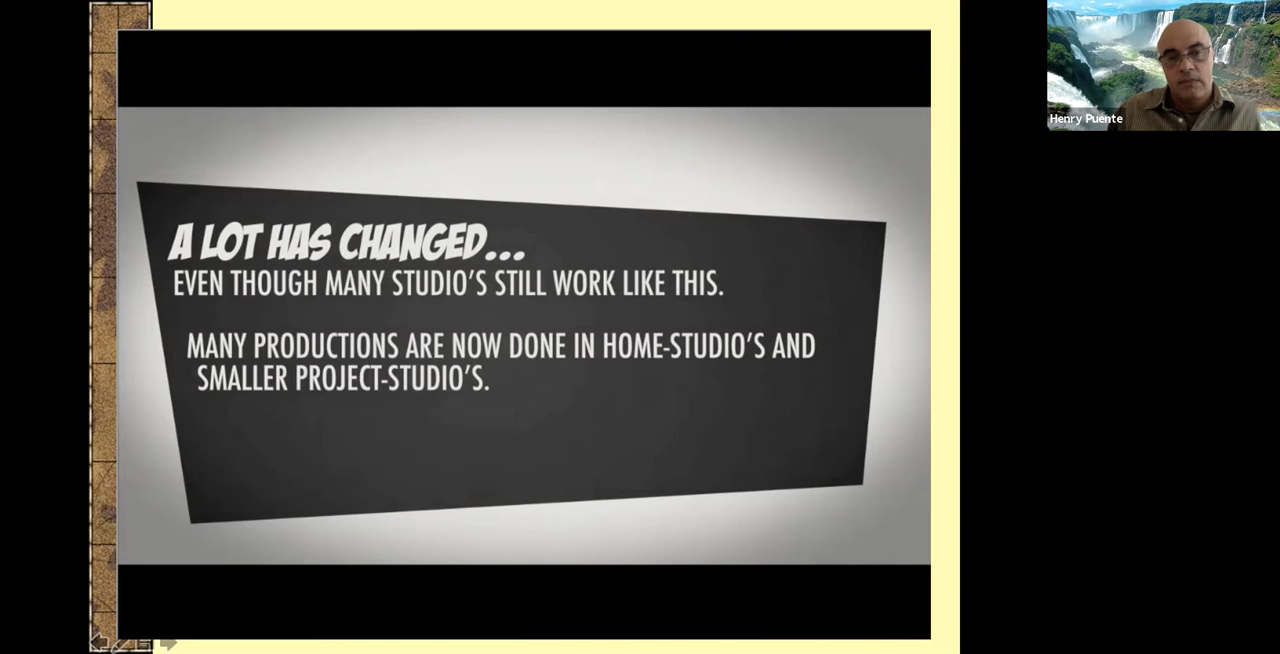 A LOT HAS CHANGED...
EVEN THOUGH MANY STUDIO'S STILL WORK LIKE THIS.
MANY PRODUCTIONS ARE NOW DONE IN HOME-STUDIO'S AND
SMALLER PROJECT-STUDIO'S.
Henry Puente